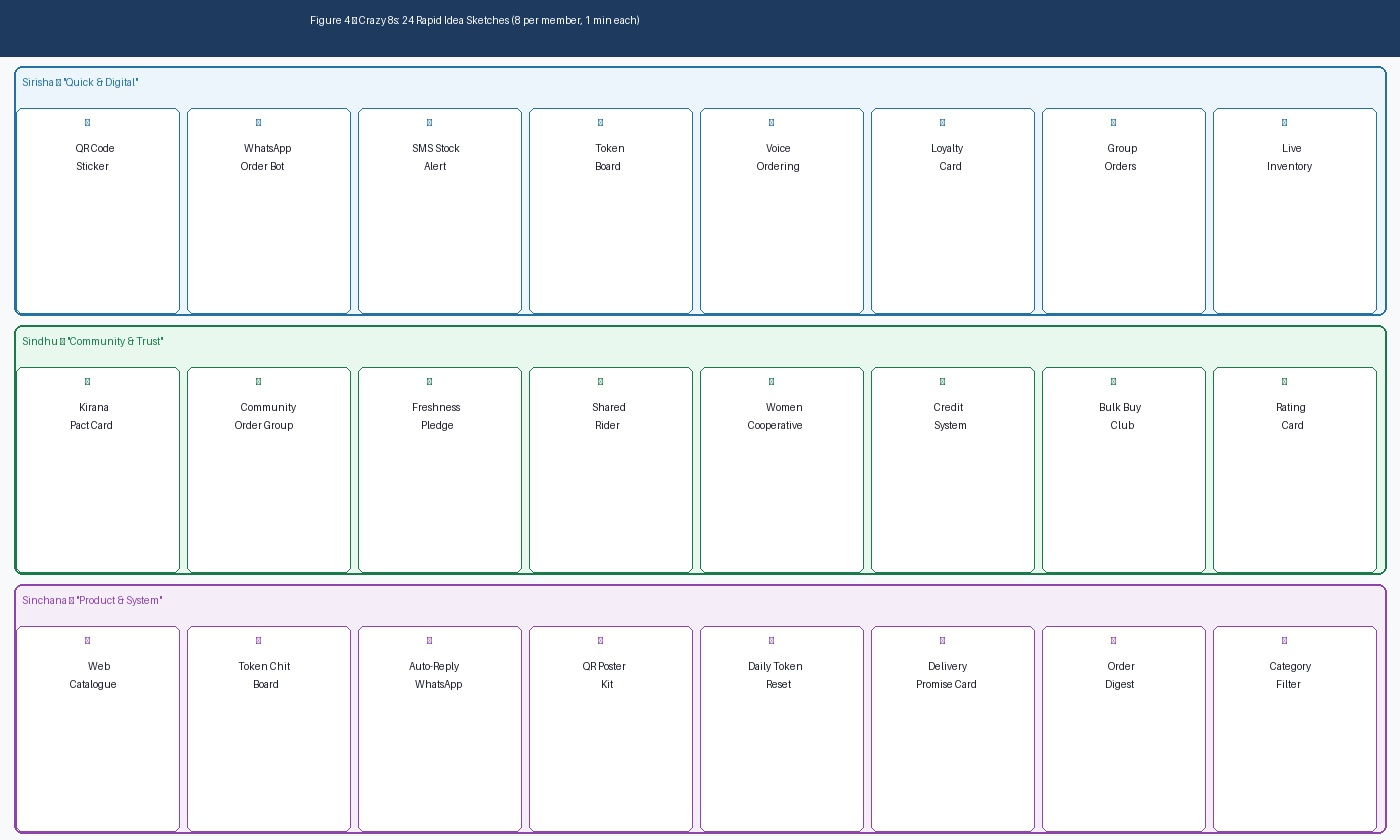 Figure 4 Crazy 8s: 24 Rapid Idea Sketches (8 per member, 1 min each)
Sirisha "Quick & Digital"
QR Code
Sticker
WhatsApp
Order Bot
SMS Stock
Alert
Token
Board
Voice
Ordering
Loyalty
Card
Group
Orders
Live
Inventory
Sindhu "Community & Trust"
Kirana
Pact Card
Community
Order Group
Freshness
Pledge
Shared
Rider
Women
Cooperative
Credit
System
Bulk Buy
Club
Rating
Card
Sinchana "Product & System"
Web
Catalogue
Token Chit
Board
Auto-Reply
WhatsApp
QR Poster
Kit
Daily Token
Reset
Delivery
Promise Card
Order
Digest
Category
Filter